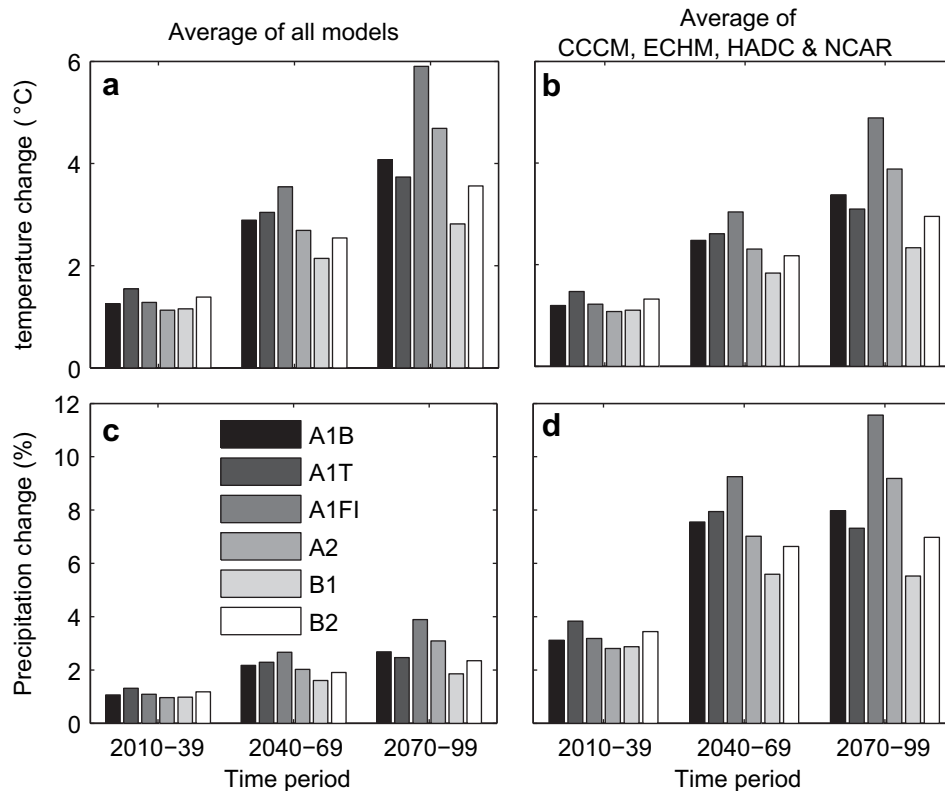 Average of all models
Average of
CCCM, ECHM, HADC & NCAR
temperature change ( °C)
6
4
2
0
a
b
Precipitation change (%)
12
10
8
6
4
2
0
c
A1B
A1T
A1FI
A2
B1
B2
d
2010−39 2040−69 2070−99
Time period
2010−39 2040−69 2070−99
Time period